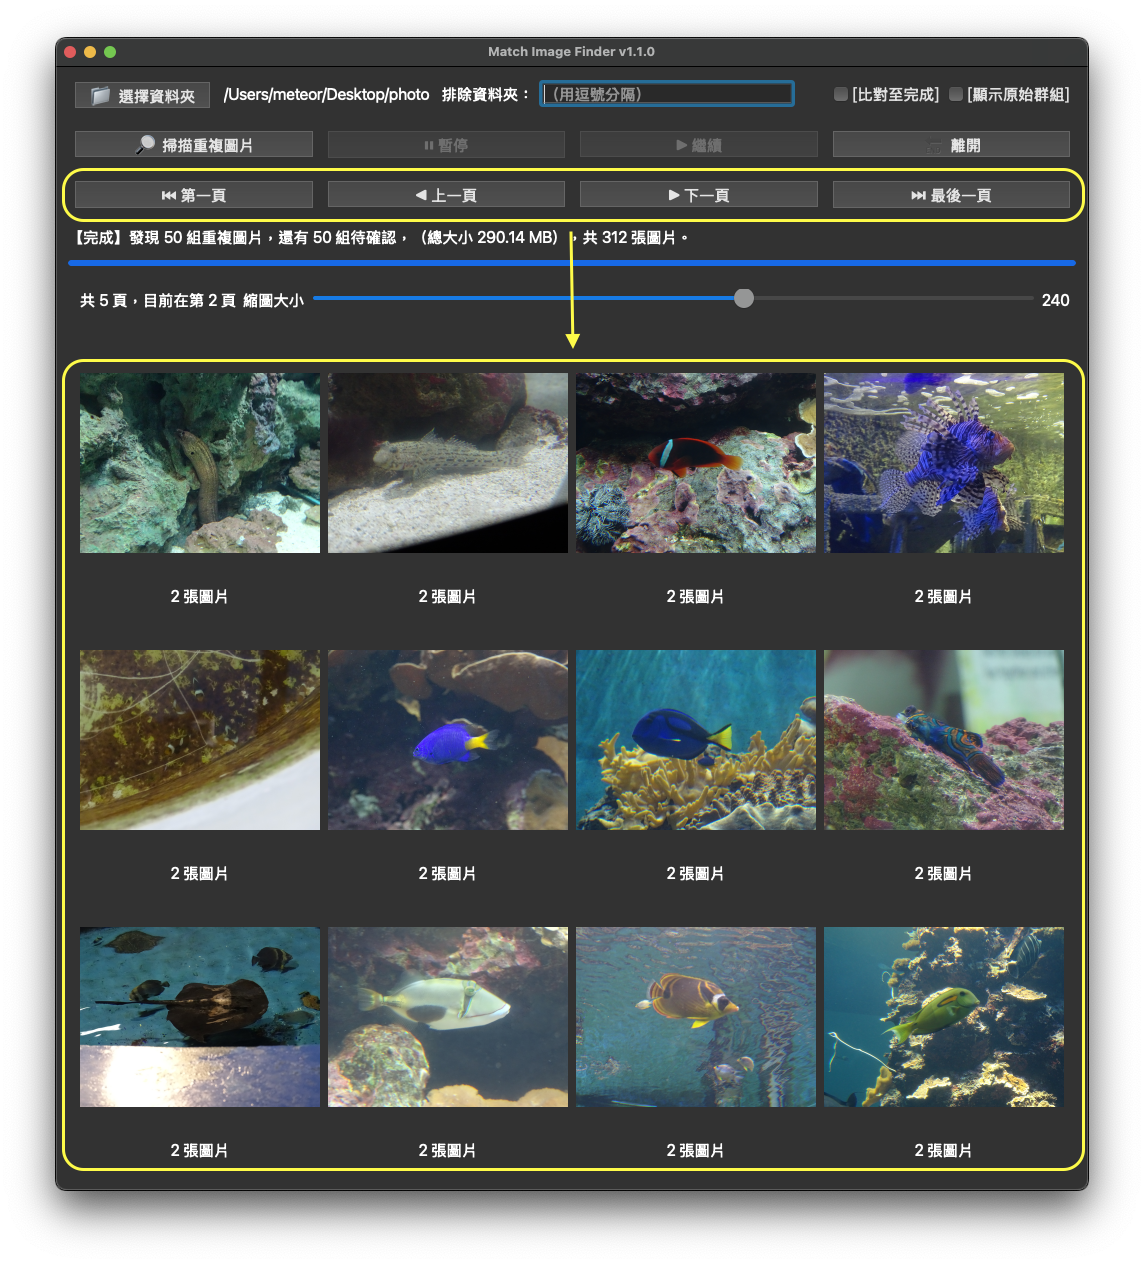 Match Image Finder v1.1.0
選擇資料夾 /Users/meteor/Desktop/photo 排除資料夾： （用逗號分隔） [比對至完成] [顯示原始群組]
掃描重複圖片 暫停 繼續 離開
第一頁 上一頁 下一頁 最後一頁
【完成】發現 50 組重複圖片，還有 50 組待確認，（總大小 290.14 MB），共 312 張圖片。
共 5 頁，目前在第 2 頁 縮圖大小 240
2 張圖片 2 張圖片 2 張圖片 2 張圖片
2 張圖片 2 張圖片 2 張圖片 2 張圖片
2 張圖片 2 張圖片 2 張圖片 2 張圖片